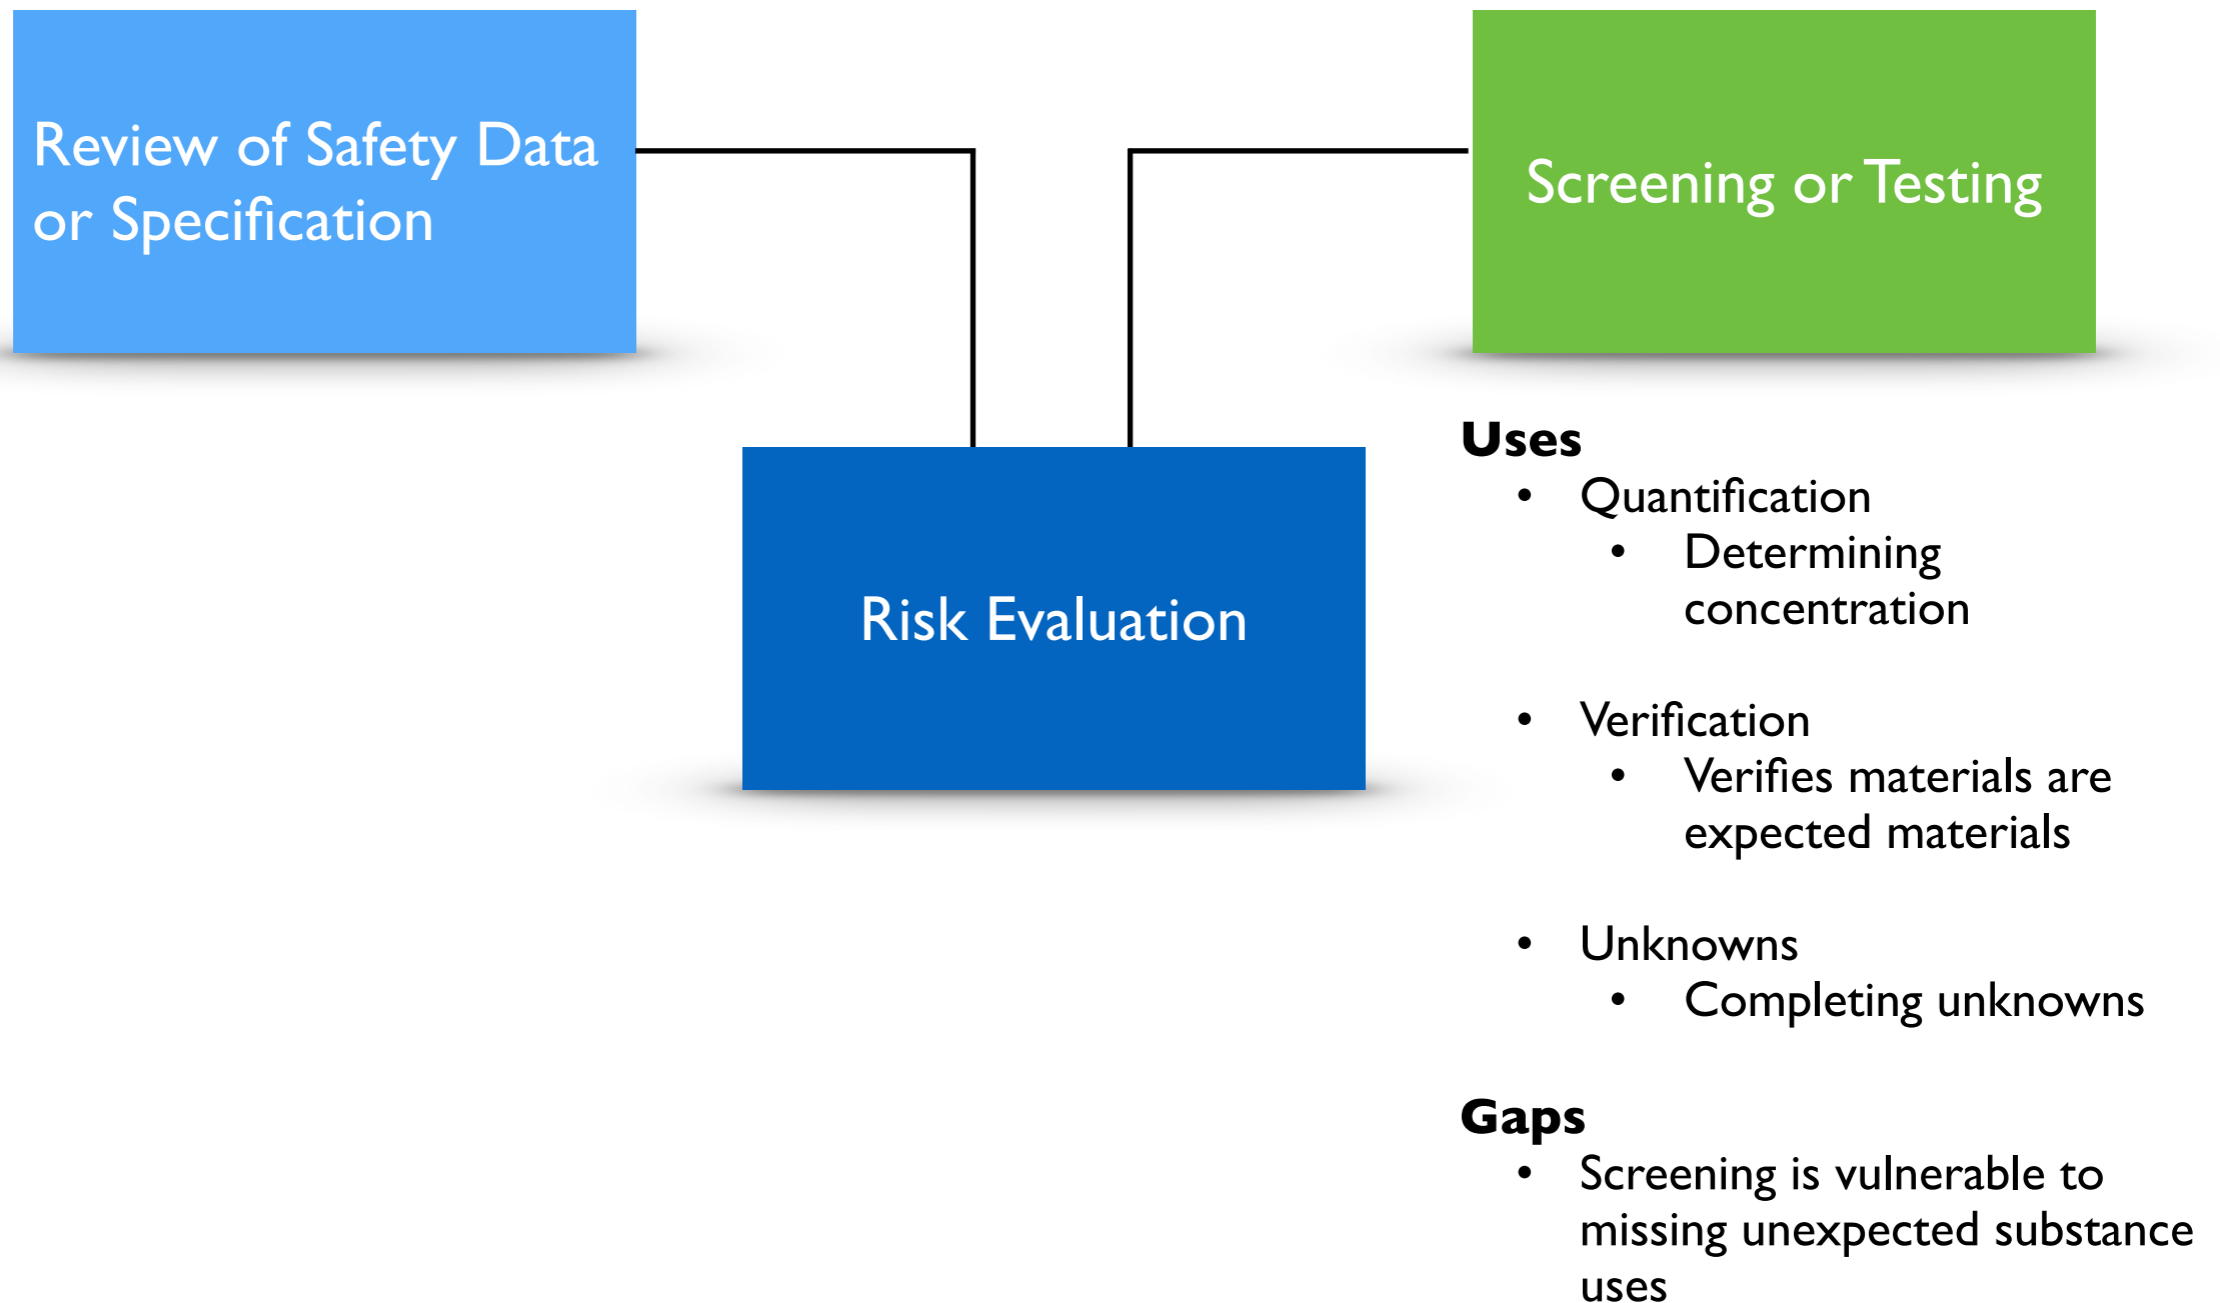 Review of Safety Data
or Specification
Screening or Testing
Risk Evaluation
Uses
• Quantification
• Determining
concentration
• Verification
• Verifies materials are
expected materials
• Unknowns
• Completing unknowns
Gaps
• Screening is vulnerable to
missing unexpected substance
uses